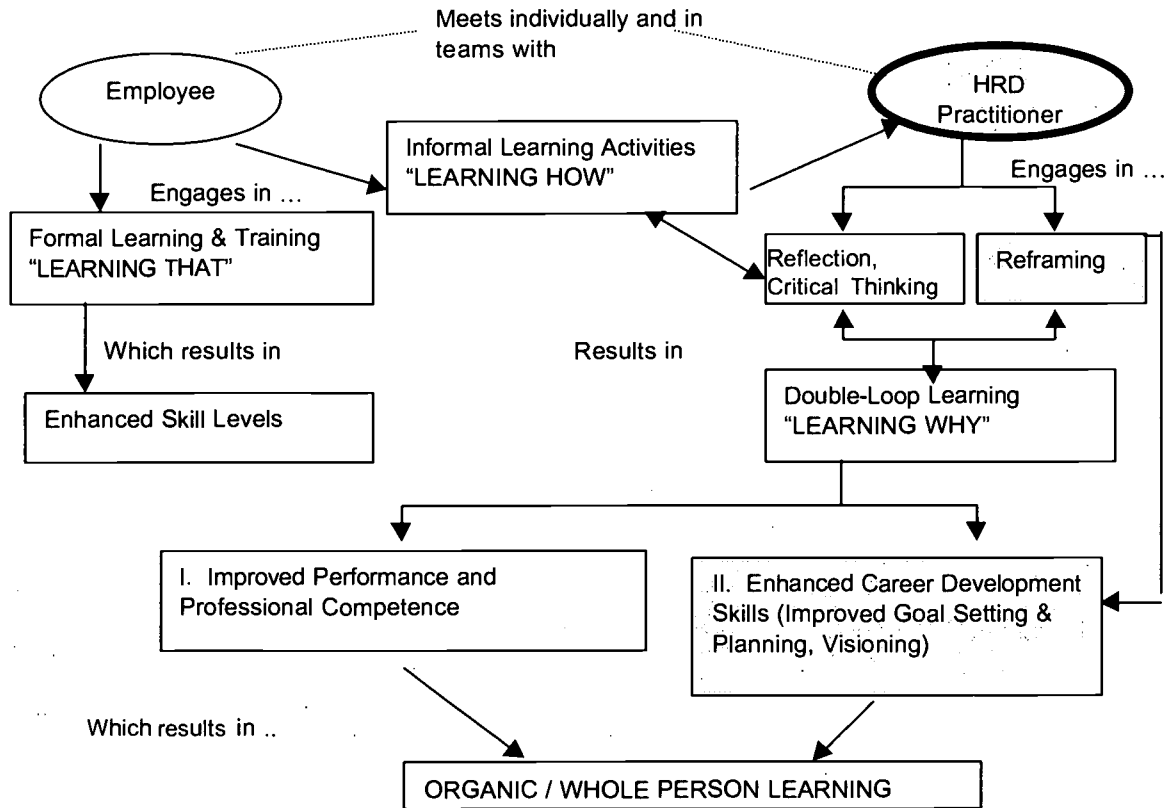 Meets individually and in
teams with
Employee
HRD
Practitioner
Informal Learning Activities
“LEARNING HOW”
Engages in ...
Engages in ...
Formal Learning & Training
“LEARNING THAT”
Reflection,
Critical Thinking
Reframing
Which results in
Results in
Enhanced Skill Levels
Double-Loop Learning
“LEARNING WHY”
I. Improved Performance and
Professional Competence
II. Enhanced Career Development
Skills (Improved Goal Setting &
Planning, Visioning)
Which results in ..
ORGANIC / WHOLE PERSON LEARNING